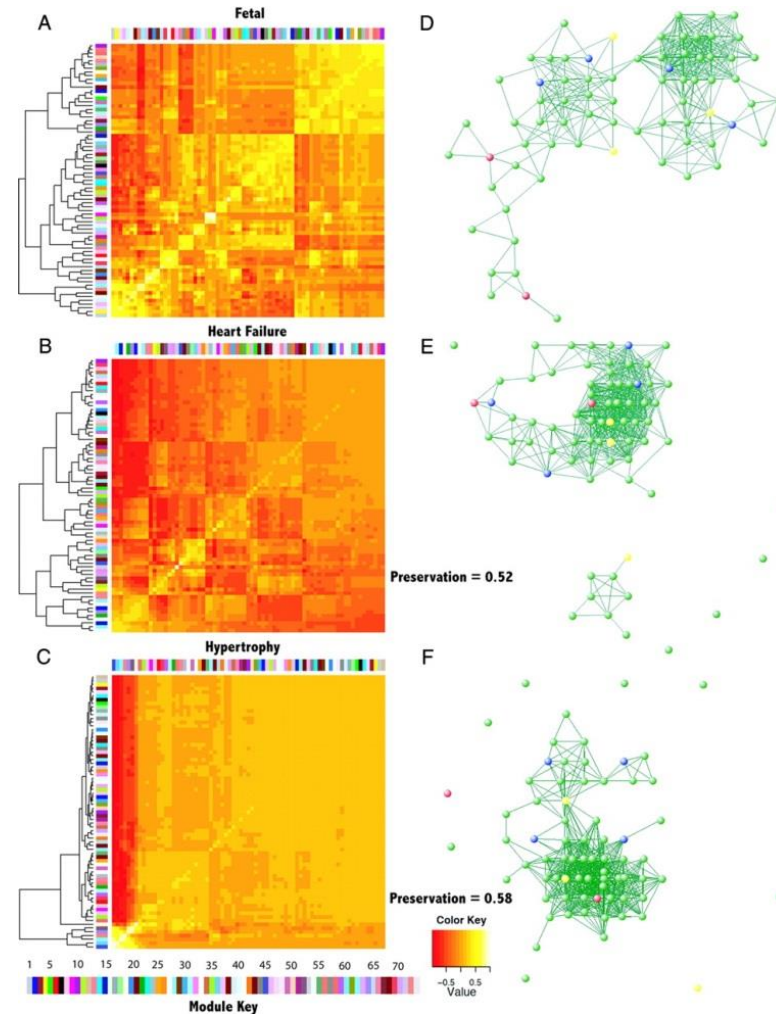 A
Fetal
D
B
Heart Failure
E
Preservation = 0.52
C
Hypertrophy
F
Preservation = 0.58
Color Key
-0.5 0.5
Value
1 5 10 15 20 25 30 35 40 45 50 55 60 65 70
Module Key